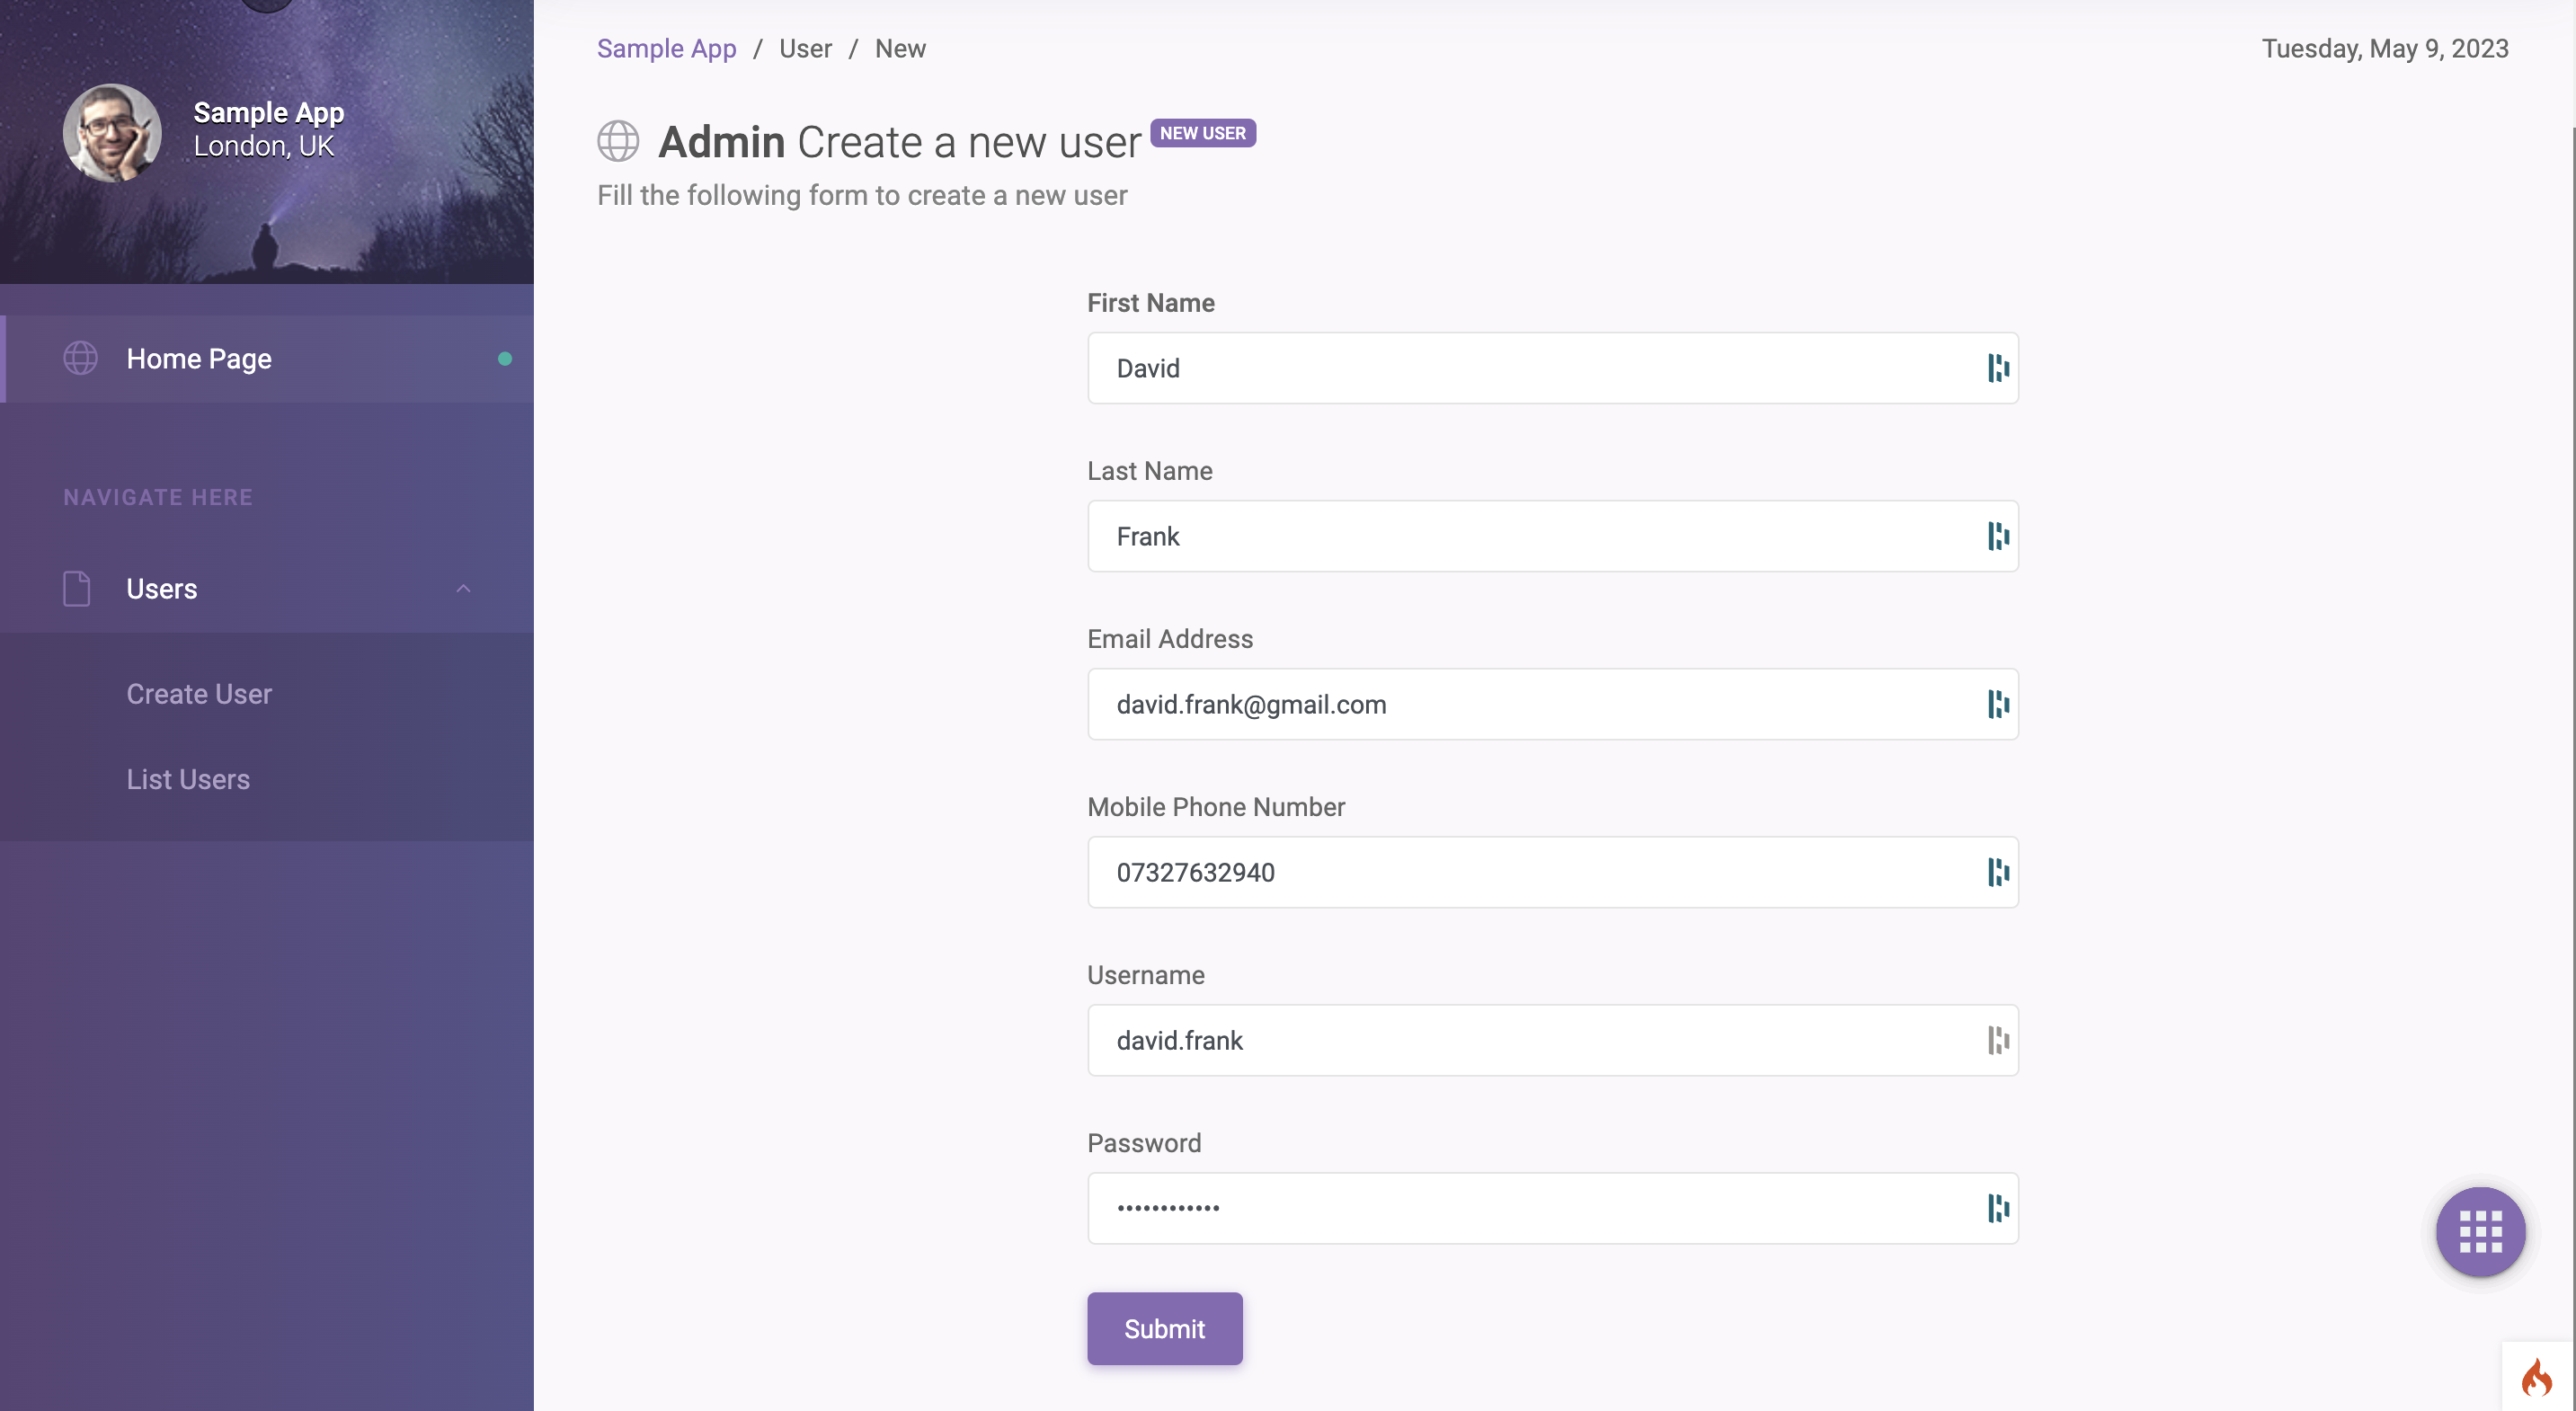 Sample App
London, UK
Home Page
NAVIGATE HERE
Users
Create User
List Users
Sample App / User / New
Tuesday, May 9, 2023
Admin Create a new user NEW USER
Fill the following form to create a new user
First Name
David
Last Name
Frank
Email Address
david.frank@gmail.com
Mobile Phone Number
07327632940
Username
david.frank
Password
••••••••••••
Submit